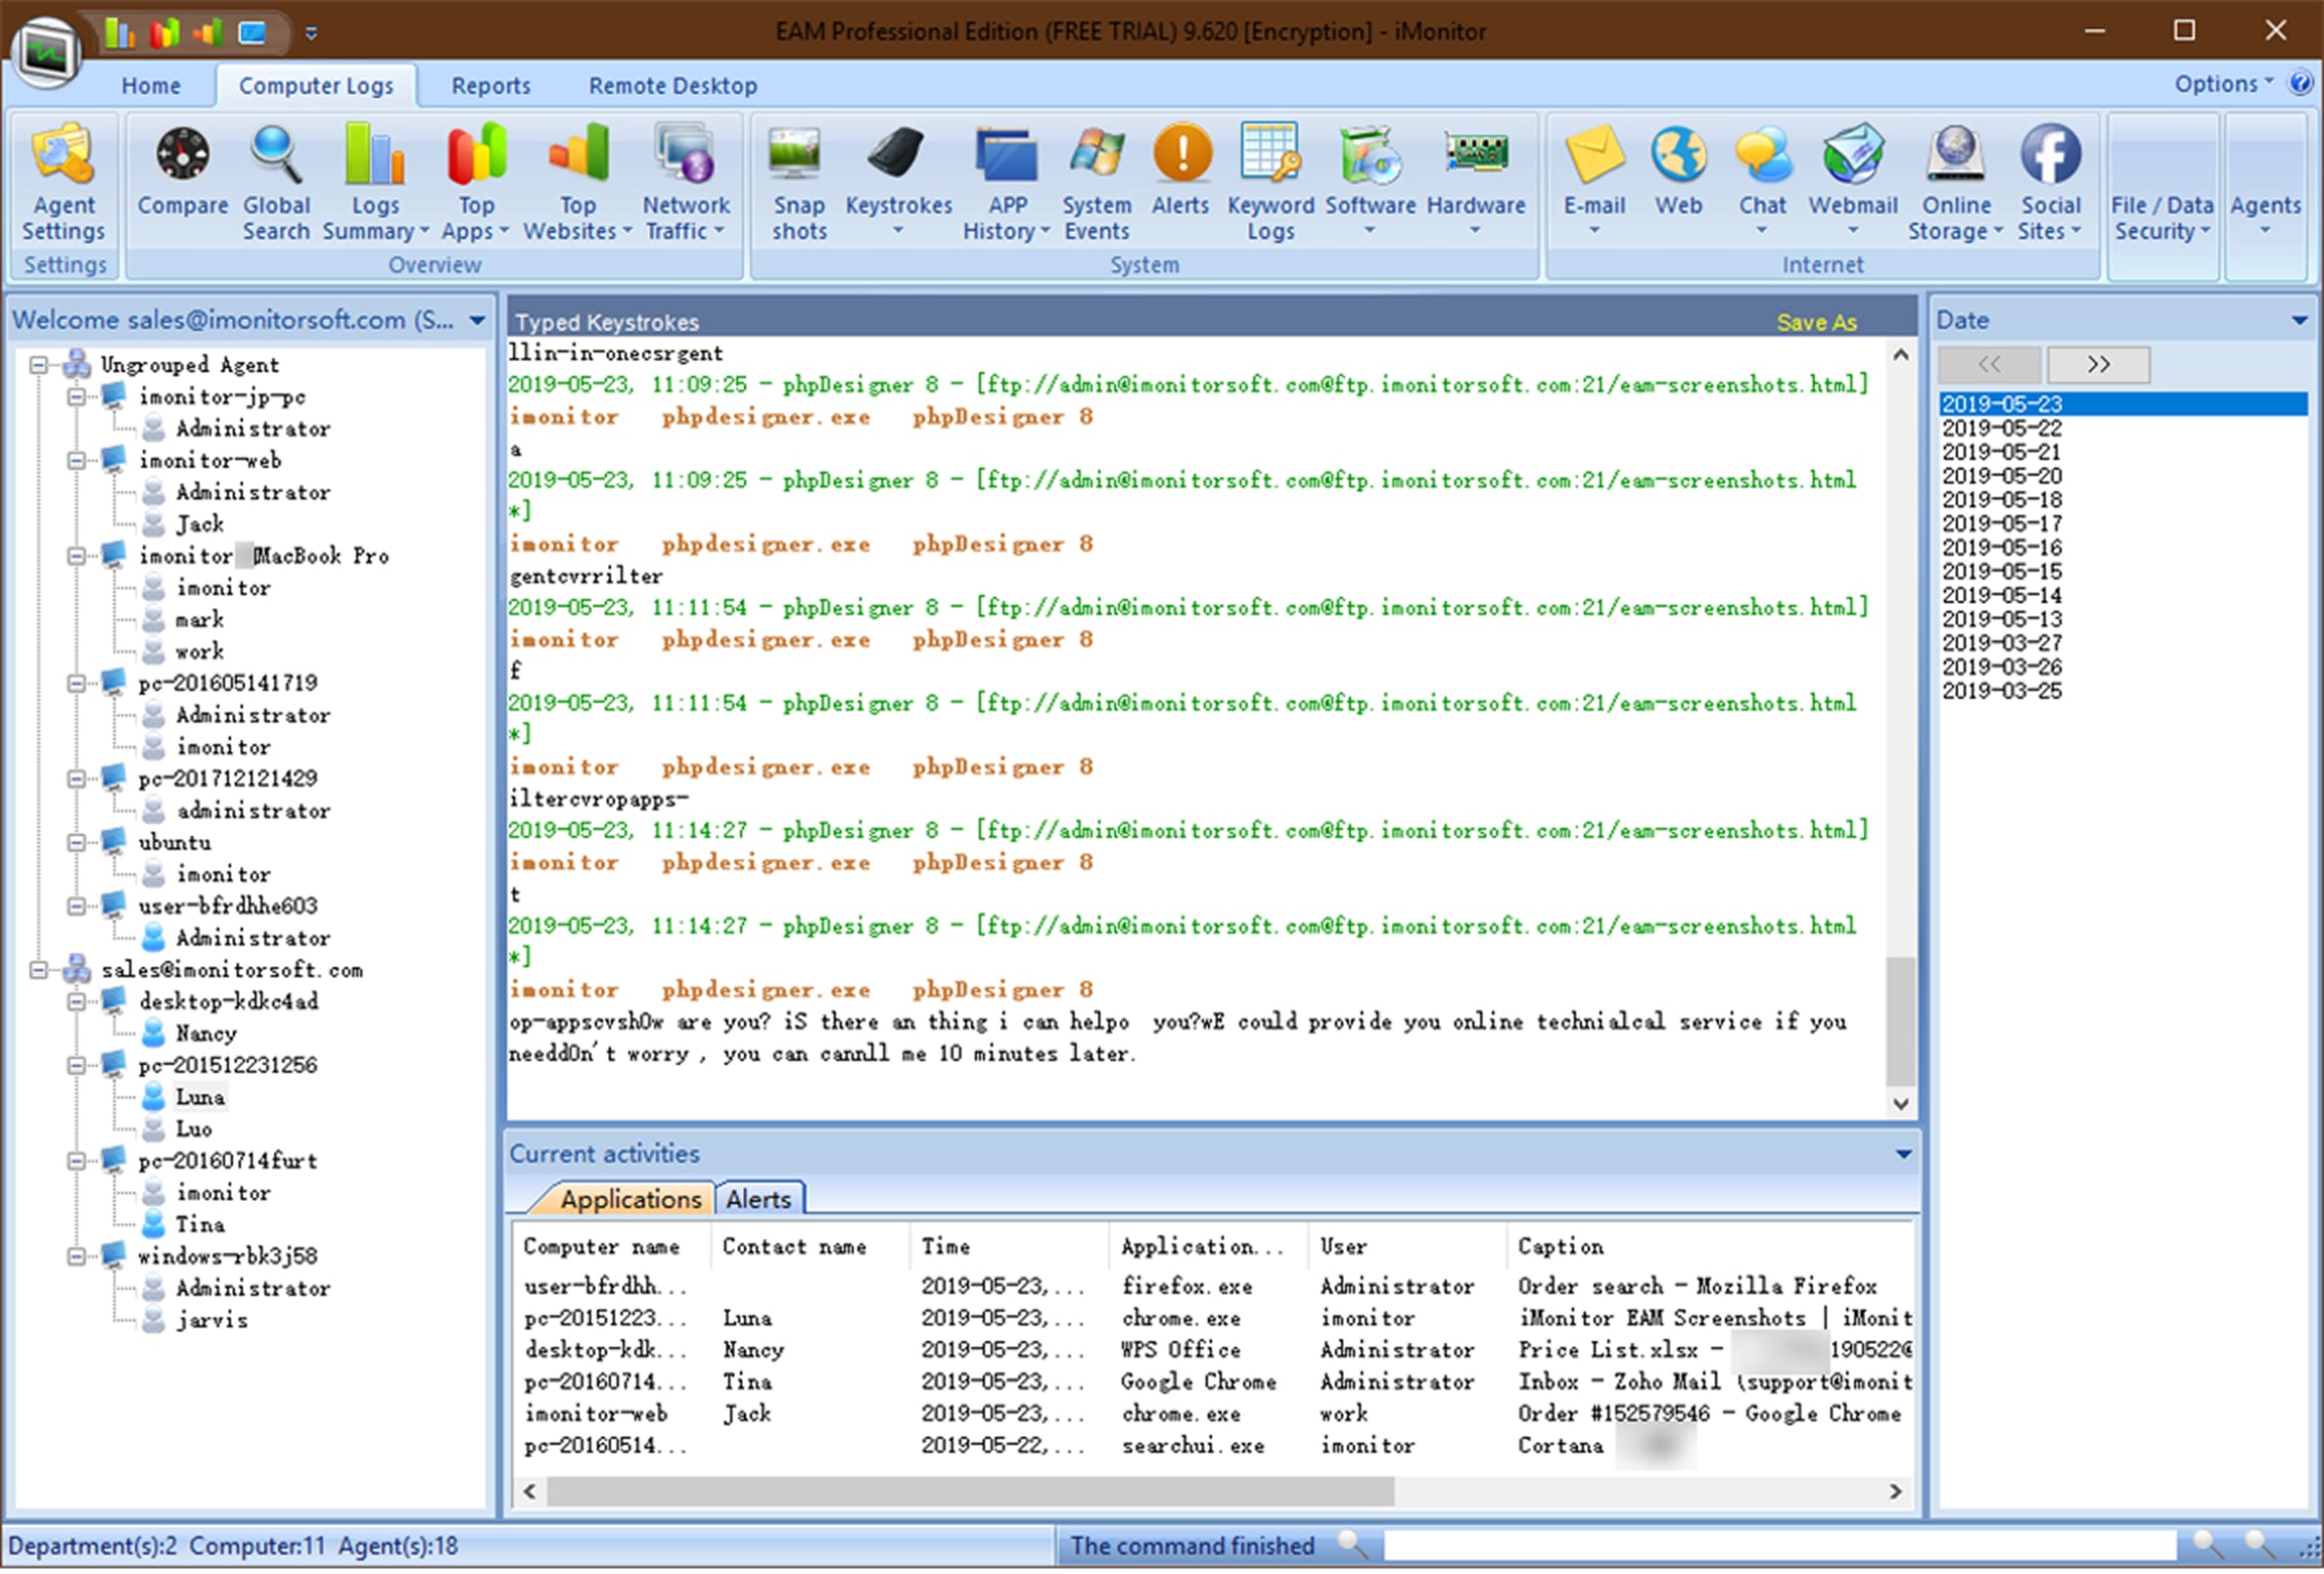 EAM Professional Edition (FREE TRIAL) 9.620 [Encryption] - iMonitor
Home
Computer Logs
Reports
Remote Desktop
Options
Agent Settings
Settings
Compare
Global Search
Logs Summary
Top Apps
Top Websites
Network Traffic
Overview
Snap shots
Keystrokes
APP History
System Events
Alerts
Keyword Logs
Software
Hardware
System
E-mail
Web
Chat
Webmail
Online Storage
Social Sites
Internet
File / Data Security
Agents
Welcome sales@imonitorsoft.com (S...
Ungrouped Agent
imonitor-jp-pc
Administrator
imonitor-web
Administrator
Jack
imonitor MacBook Pro
imonitor
mark
work
pc-201605141719
Administrator
imonitor
pc-201712121429
administrator
ubuntu
imonitor
user-bfrdhhe603
Administrator
sales@imonitorsoft.com
desktop-kdkc4ad
Nancy
pc-201512231256
Luna
Luo
pc-20160714furt
imonitor
Tina
windows-rbk3j58
Administrator
jarvis
Typed Keystrokes
Save As
llin-in-onecsrgent
2019-05-23, 11:09:25 - phpDesigner 8 - [ftp://admin@imonitorsoft.com@ftp.imonitorsoft.com:21/eam-screenshots.html]
imonitor phpdesigner.exe phpDesigner 8
a
2019-05-23, 11:09:25 - phpDesigner 8 - [ftp://admin@imonitorsoft.com@ftp.imonitorsoft.com:21/eam-screenshots.html
*]
imonitor phpdesigner.exe phpDesigner 8
gentcvrrilter
2019-05-23, 11:11:54 - phpDesigner 8 - [ftp://admin@imonitorsoft.com@ftp.imonitorsoft.com:21/eam-screenshots.html]
imonitor phpdesigner.exe phpDesigner 8
f
2019-05-23, 11:11:54 - phpDesigner 8 - [ftp://admin@imonitorsoft.com@ftp.imonitorsoft.com:21/eam-screenshots.html
*]
imonitor phpdesigner.exe phpDesigner 8
iltercvropapps-
2019-05-23, 11:14:27 - phpDesigner 8 - [ftp://admin@imonitorsoft.com@ftp.imonitorsoft.com:21/eam-screenshots.html]
imonitor phpdesigner.exe phpDesigner 8
t
2019-05-23, 11:14:27 - phpDesigner 8 - [ftp://admin@imonitorsoft.com@ftp.imonitorsoft.com:21/eam-screenshots.html
*]
imonitor phpdesigner.exe phpDesigner 8
op-appscvshOw are you? iS there an thing i can helpo you?wE could provide you online technialcal service if you
needdOn't worry , you can cannll me 10 minutes later.
Date
<<
>>
2019-05-23
2019-05-22
2019-05-21
2019-05-20
2019-05-18
2019-05-17
2019-05-16
2019-05-15
2019-05-14
2019-05-13
2019-03-27
2019-03-26
2019-03-25
Current activities
Applications
Alerts
Computer name Contact name Time Application... User Caption
user-bfrdhh... 2019-05-23,... firefox.exe Administrator Order search - Mozilla Firefox
pc-20151223... Luna 2019-05-23,... chrome.exe imonitor iMonitor EAM Screenshots | iMonit
desktop-kdk... Nancy 2019-05-23,... WPS Office Administrator Price List.xlsx - 190522@
pc-20160714... Tina 2019-05-23,... Google Chrome Administrator Inbox - Zoho Mail (support@imonit
imonitor-web Jack 2019-05-23,... chrome.exe work Order #152579546 - Google Chrome
pc-20160514... 2019-05-22,... searchui.exe imonitor Cortana
Department(s):2 Computer:11 Agent(s):18
The command finished